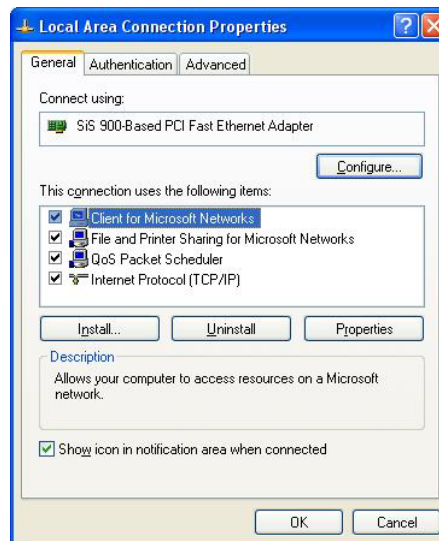 Local Area Connection Properties
General Authentication Advanced
Connect using:
SiS 900-Based PCI Fast Ethernet Adapter
Configure...
This connection uses the following items:
Client for Microsoft Networks
File and Printer Sharing for Microsoft Networks
QoS Packet Scheduler
Internet Protocol (TCP/IP)
Install... Uninstall Properties
Description
Allows your computer to access resources on a Microsoft
network.
Show icon in notification area when connected
OK Cancel